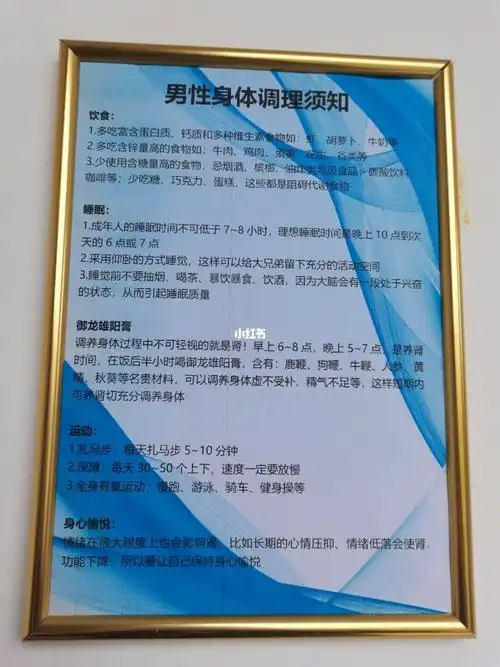 男性身体调理须知
饮食：
1.多吃富含蛋白质、钙质和多种维生素食物如：虾、胡萝卜、牛奶等
2.多吃含锌量高的食物如：牛肉、鸡肉、蛋黄、花生、谷类等
3.少使用含糖量高的食物，忌烟酒、槟榔，油炸类垃圾食品；碳酸饮料、
咖啡等；少吃糖、巧克力、蛋糕，这些都是阻碍代谢食物
睡眠：
1.成年人的睡眠时间不可低于7~8小时，理想睡眠时间是晚上10点到次
天的6点或7点
2.采用仰卧的方式睡觉，这样可以给大兄弟留下充分的活动空间
3.睡觉前不要抽烟、喝茶、暴饮暴食、饮酒，因为大脑会有一段处于兴奋
的状态，从而引起睡眠质量
小红书
御龙雄阳膏
调养身体过程中不可轻视的就是肾！早上6~8点，晚上5~7点，是养肾
时间，在饭后半小时喝御龙雄阳膏，含有：鹿鞭、狗鞭、牛鞭、人参、黄
精、秋葵等名贵材料，可以调养身体虚不受补、精气不足等，这样短期内
可养肾切充分调养身体
运动：
1.扎马步：每天扎马步5~10分钟
2.深蹲：每天30~50个上下，速度一定要放慢
3.全身有氧运动：慢跑、游泳、骑车、健身操等
身心愉悦：
情绪在很大程度上也会影响肾，比如长期的心情压抑、情绪低落会使肾
功能下降，所以要让自己保持身心愉悦